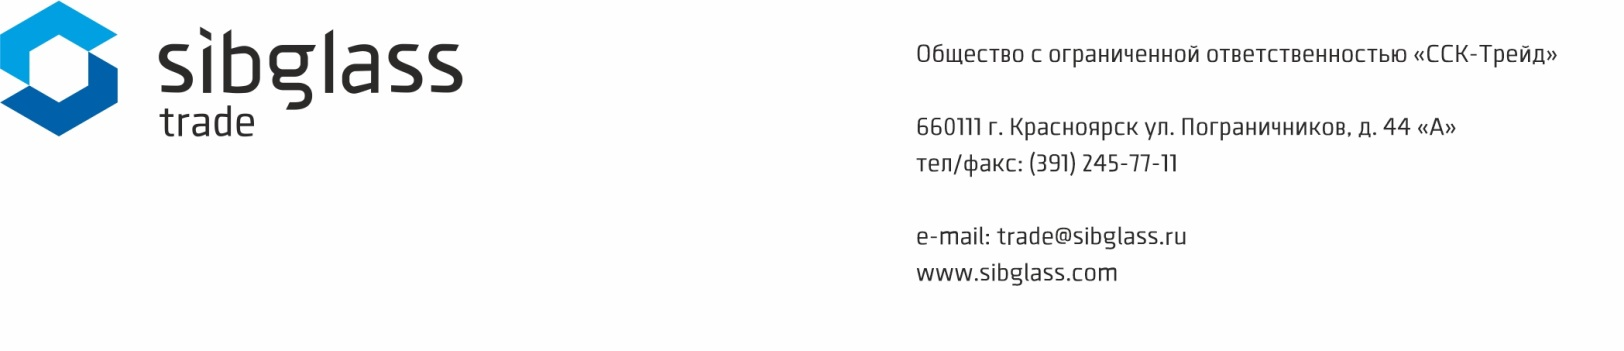 sibglass
trade
Общество с ограниченной ответственностью «ССК-Трейд»
660111 г. Красноярск ул. Пограничников, д. 44 «А»
тел/факс: (391) 245-77-11
e-mail: trade@sibglass.ru
www.sibglass.com